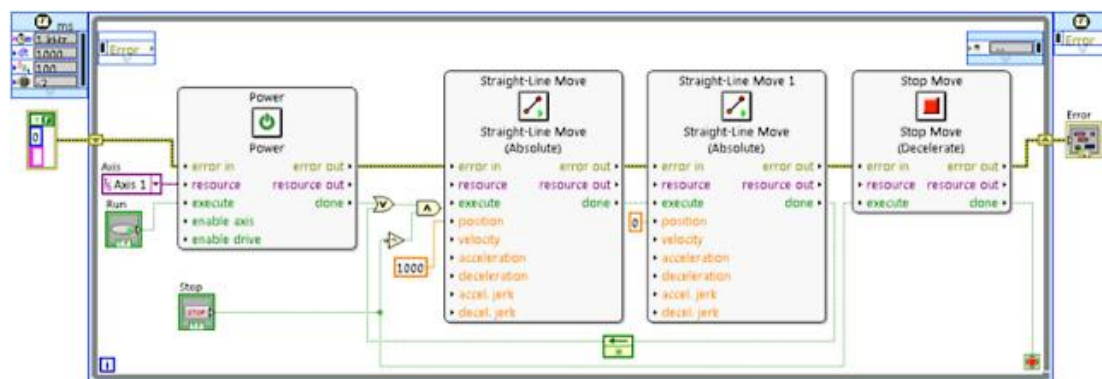 ms
1 kHz
1000
100
-2
Error
Error
Power
Power
error in error out
resource resource out
execute done
enable axis
enable drive
Axis
Axis 1
Run
Stop
STOP
0
1000
Straight-Line Move
Straight-Line Move
(Absolute)
error in error out
resource resource out
execute done
position
velocity
acceleration
deceleration
accel. jerk
decel. jerk
0
Straight-Line Move 1
Straight-Line Move
(Absolute)
error in error out
resource resource out
execute done
position
velocity
acceleration
deceleration
accel. jerk
decel. jerk
Stop Move
Stop Move
(Decelerate)
error in error out
resource resource out
execute done
Error
i